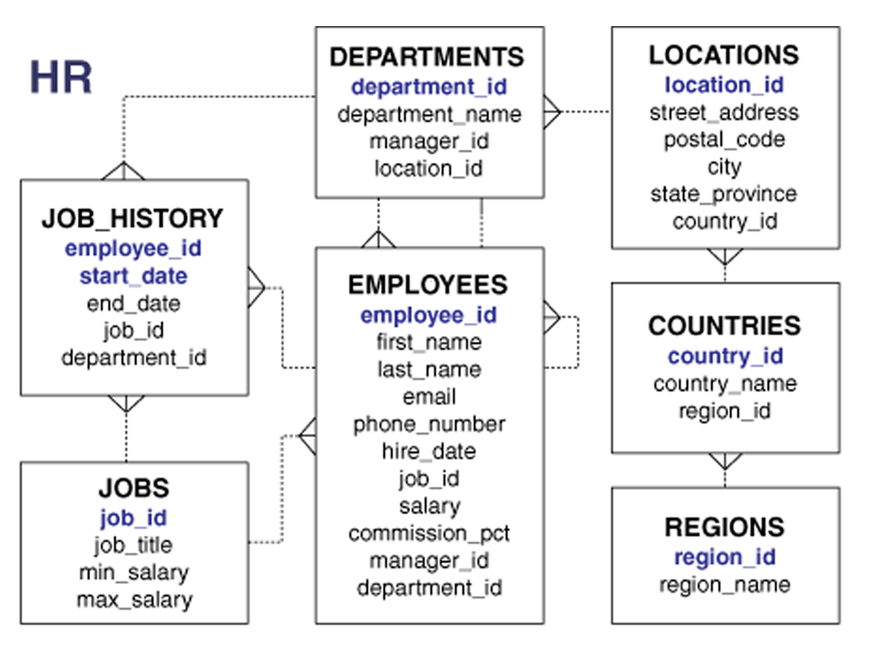 HR
DEPARTMENTS
department_id
department_name
manager_id
location_id
LOCATIONS
location_id
street_address
postal_code
city
state_province
country_id
JOB_HISTORY
employee_id
start_date
end_date
job_id
department_id
EMPLOYEES
employee_id
first_name
last_name
email
phone_number
hire_date
job_id
salary
commission_pct
manager_id
department_id
COUNTRIES
country_id
country_name
region_id
JOBS
job_id
job_title
min_salary
max_salary
REGIONS
region_id
region_name